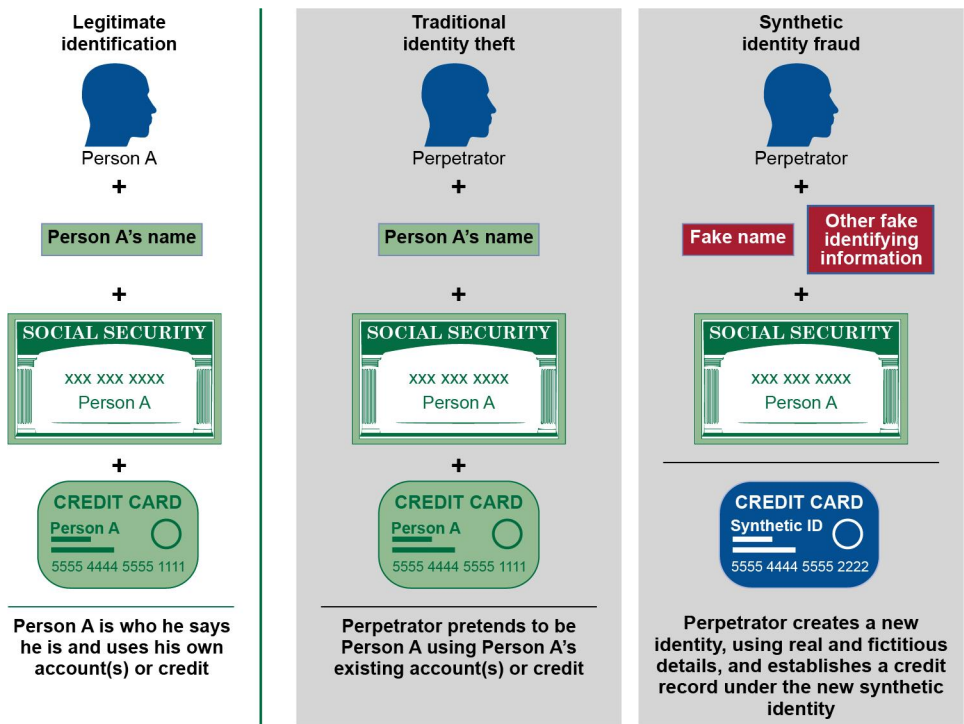 Legitimate
identification
Person A
+
Person A's name
+
SOCIAL SECURITY
xxx xxx xxxx
Person A
+
CREDIT CARD
Person A
5555 4444 5555 1111
Person A is who he says
he is and uses his own
account(s) or credit
Traditional
identity theft
Perpetrator
+
Person A's name
+
SOCIAL SECURITY
xxx xxx xxxx
Person A
+
CREDIT CARD
Person A
5555 4444 5555 1111
Perpetrator pretends to be
Person A using Person A's
existing account(s) or credit
Synthetic
identity fraud
Perpetrator
+
Fake name
Other fake
identifying
information
+
SOCIAL SECURITY
xxx xxx xxxx
Person A
CREDIT CARD
Synthetic ID
5555 4444 5555 2222
Perpetrator creates a new
identity, using real and fictitious
details, and establishes a credit
record under the new synthetic
identity